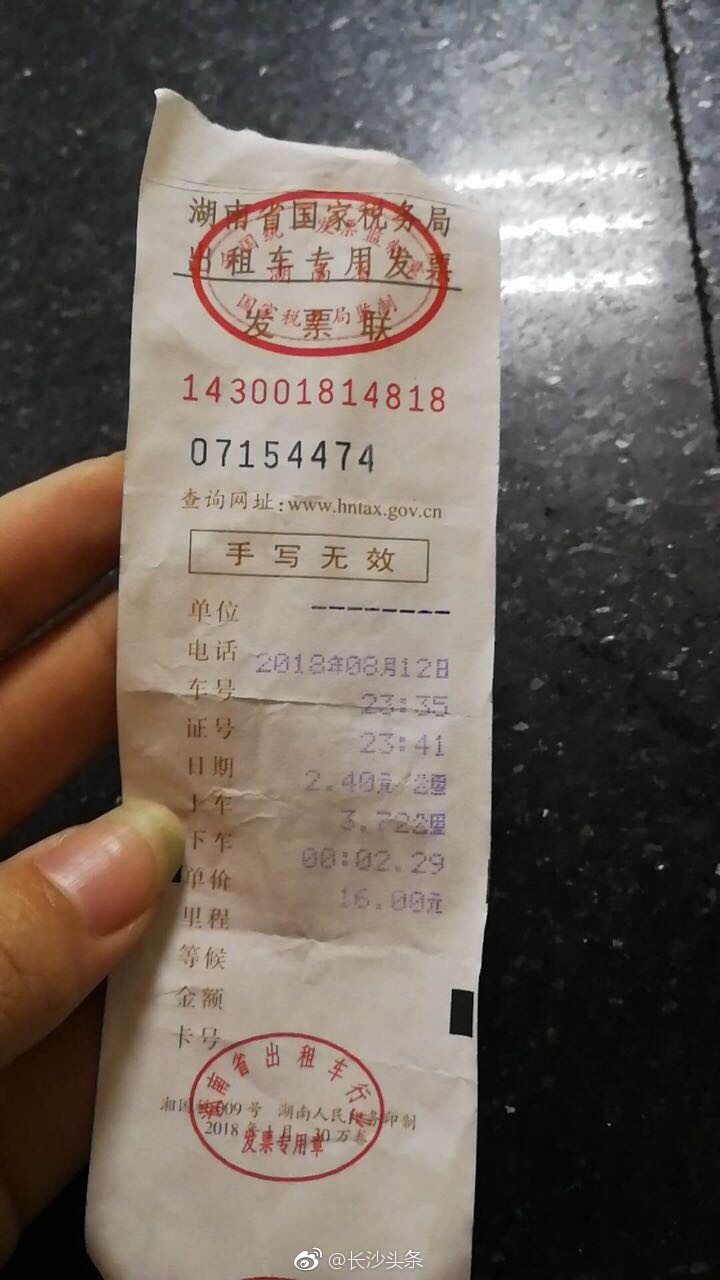 湖南省国家税务局
出租车专用发票
发票联
国家税务局监制
143001814818
07154474
查询网址:www.hntax.gov.cn
手写无效
单位 --------
电话
2018年08月12日
车号
23:35
证号
23:41
日期
2.40元/公里
上车
3.72公里
下车
00:02.29
单价
16.00元
里程
等候
金额
卡号
湖南省出租车行
009号 湖南人民印务印制
2018年 月 30万卷
发票专用章
@长沙头条